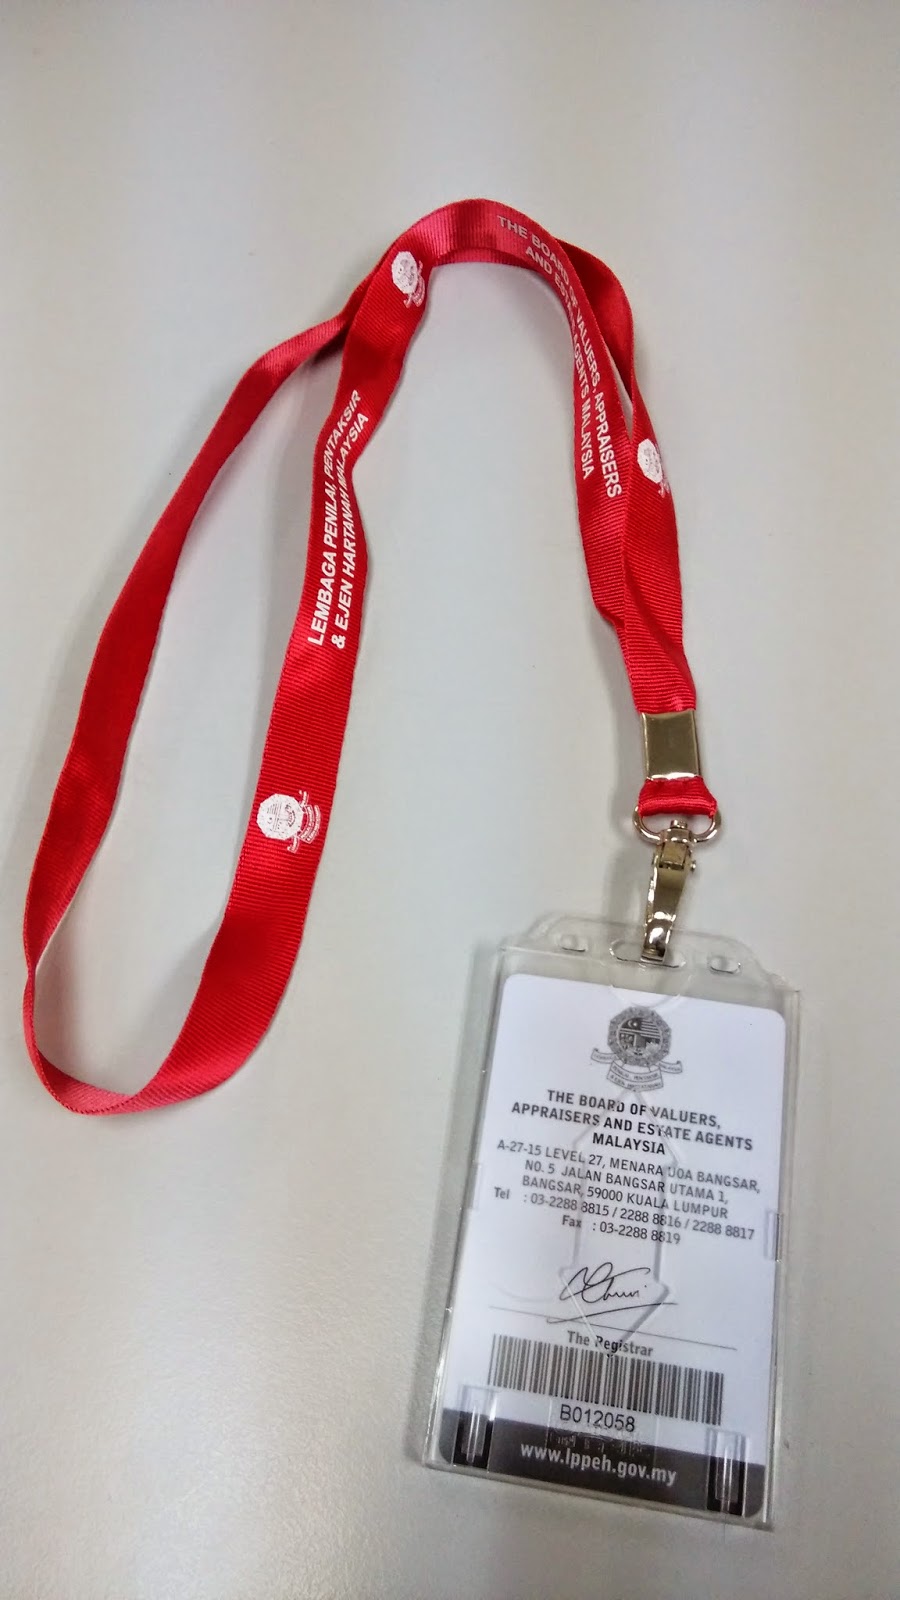 THE BOARD OF VALUERS, APPRAISERS
AND ESTATE AGENTS MALAYSIA
LEMBAGA PENILAI, PENTAKSIR
& EJEN HARTANAH MALAYSIA
THE BOARD OF VALUERS,
APPRAISERS AND ESTATE AGENTS
MALAYSIA
A-27-15 LEVEL 27, MENARA UOA BANGSAR,
NO. 5 JALAN BANGSAR UTAMA 1,
BANGSAR, 59000 KUALA LUMPUR
Tel : 03-2288 8815 / 2288 8816 / 2288 8817
Fax : 03-2288 8819
The Registrar
B012058
www.lppeh.gov.my